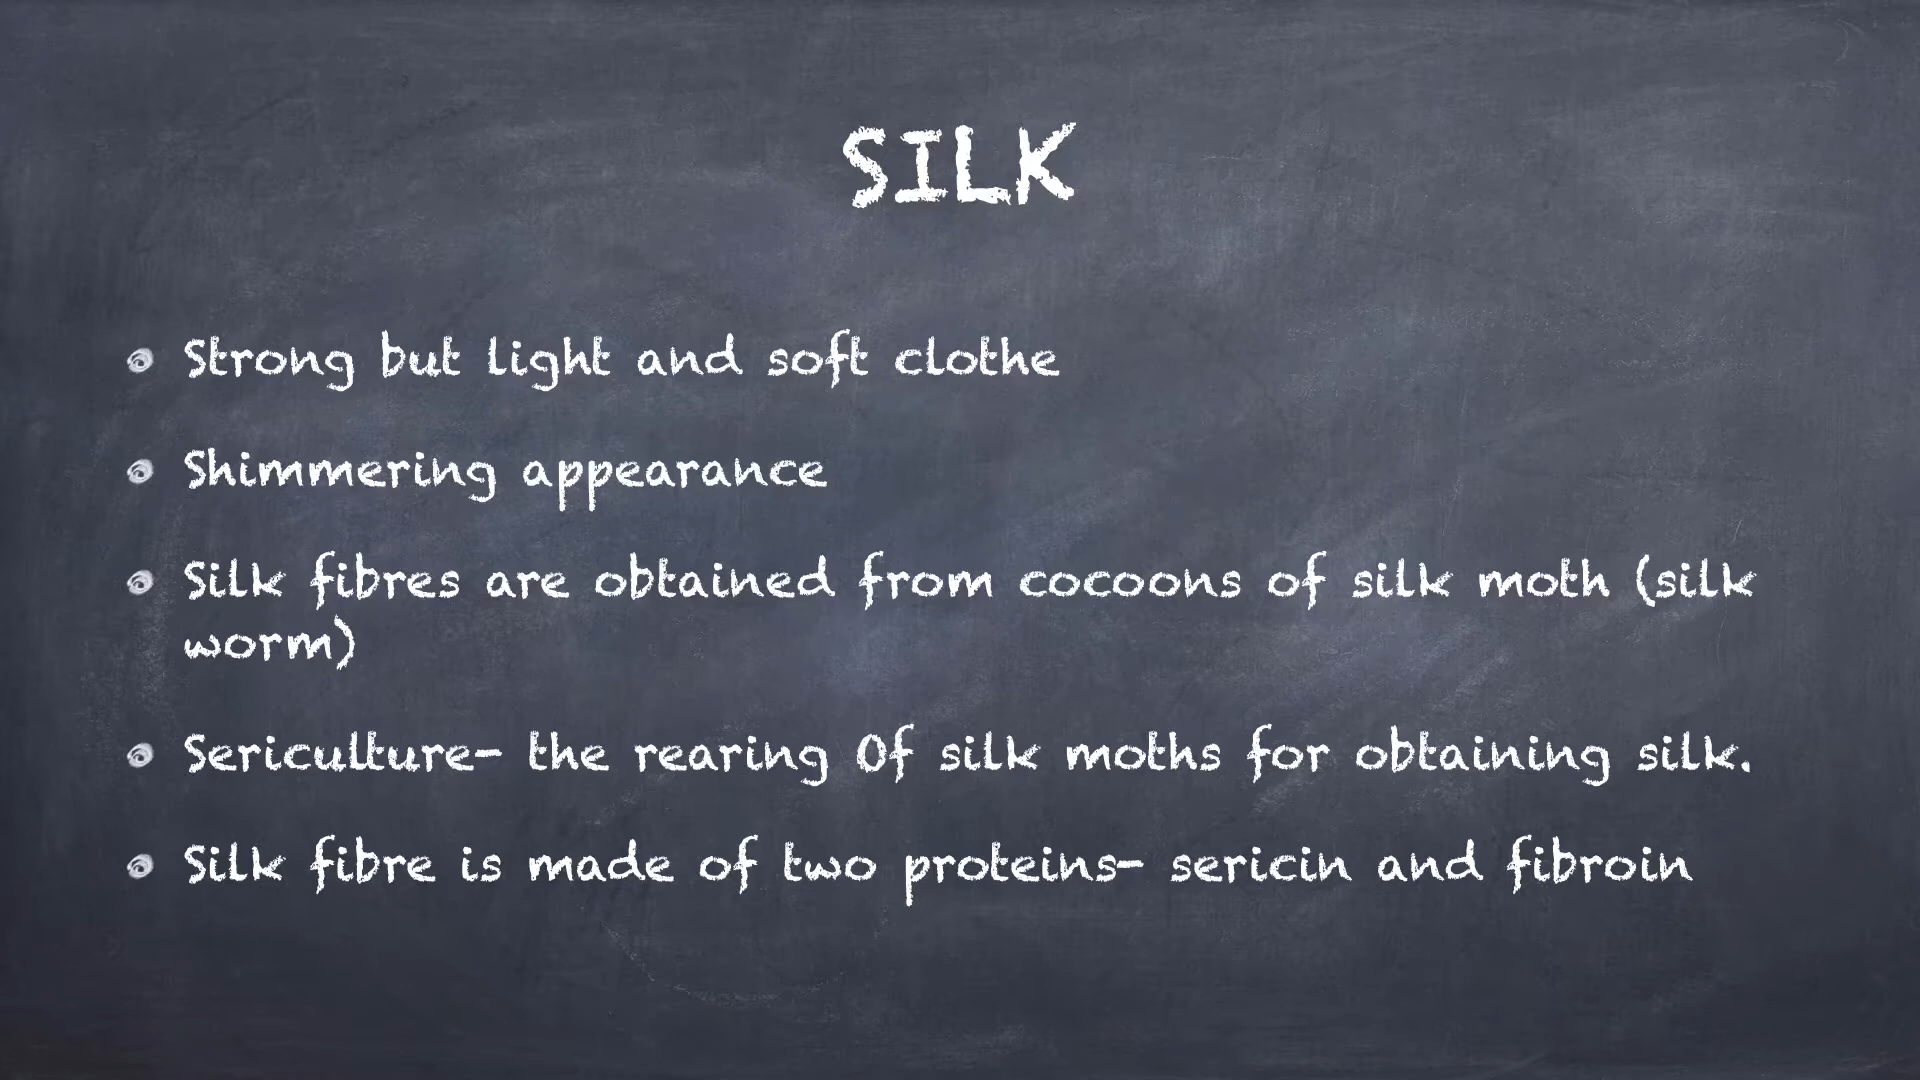 SILK
Strong but light and soft clothe
Shimmering appearance
Silk fibres are obtained from cocoons of silk moth (silk
worm)
Sericulture- the rearing Of silk moths for obtaining silk.
Silk fibre is made of two proteins- sericin and fibroin